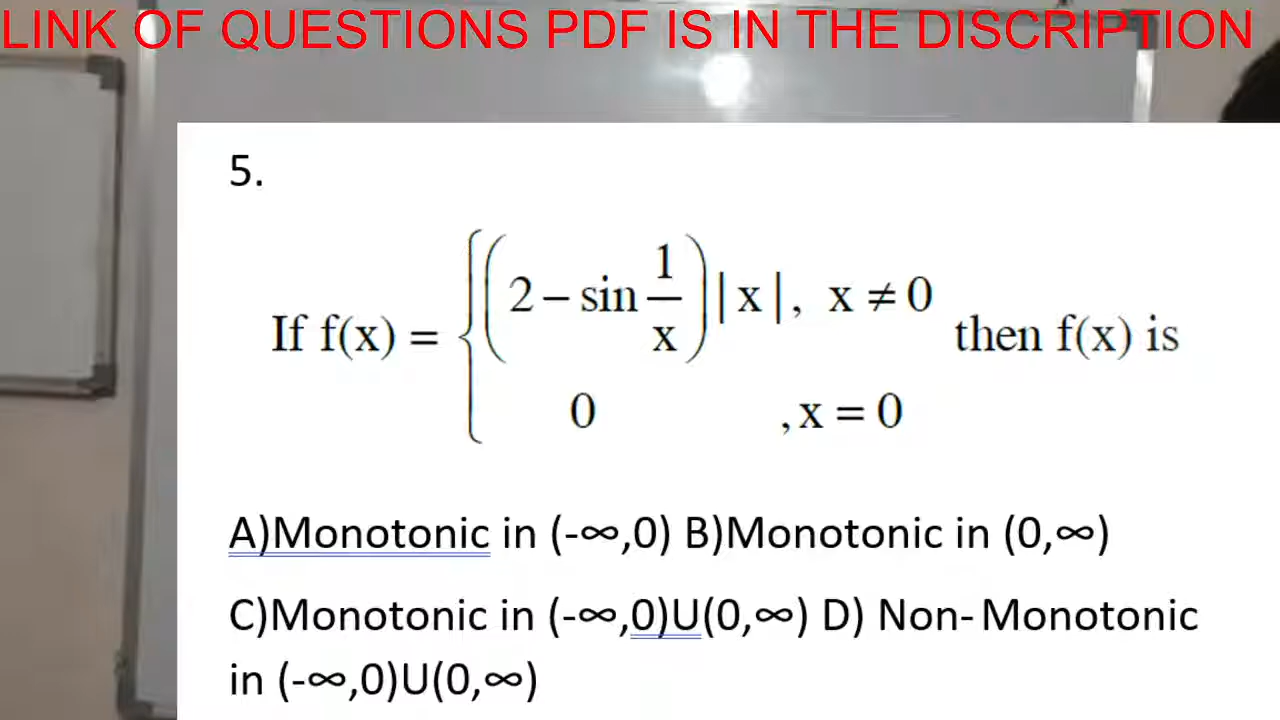 LINK OF QUESTIONS PDF IS IN THE DISCRIPTION
5.
If f(x) = { (2 – sin 1/x) |x|, x ≠ 0
0 , x = 0 then f(x) is
A)Monotonic in (-∞,0) B)Monotonic in (0,∞)
C)Monotonic in (-∞,0)U(0,∞) D) Non-Monotonic
in (-∞,0)U(0,∞)